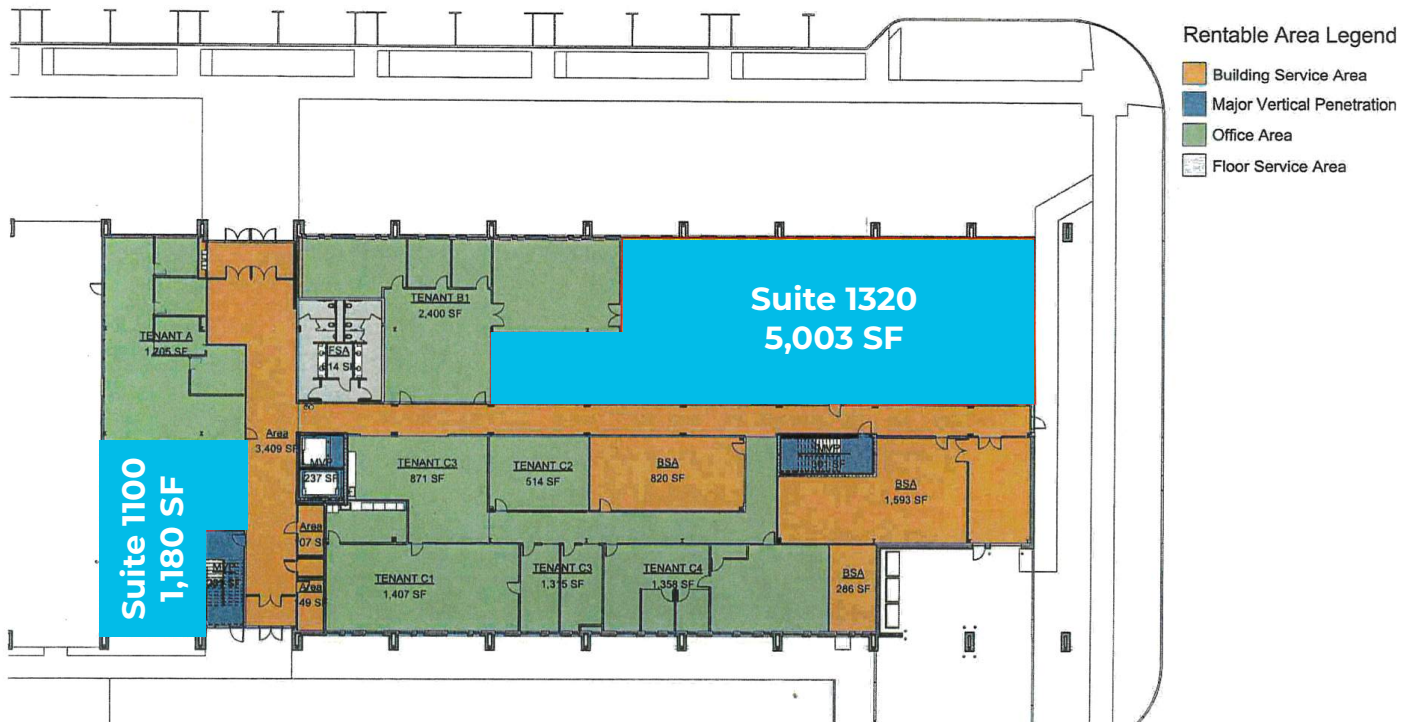 Rentable Area Legend
Building Service Area
Major Vertical Penetration
Office Area
Floor Service Area
Suite 1320
5,003 SF
TENANT B1
2,400 SF
TENANT A
FSA
Area
3,409 SF
MVP
237 SF
TENANT C3
871 SF
TENANT C2
514 SF
BSA
820 SF
MVP
BSA
1,593 SF
Suite 1100
1,180 SF
Area
Area
TENANT C1
1,407 SF
TENANT C3
1,315 SF
TENANT C4
1,358 SF
BSA
286 SF